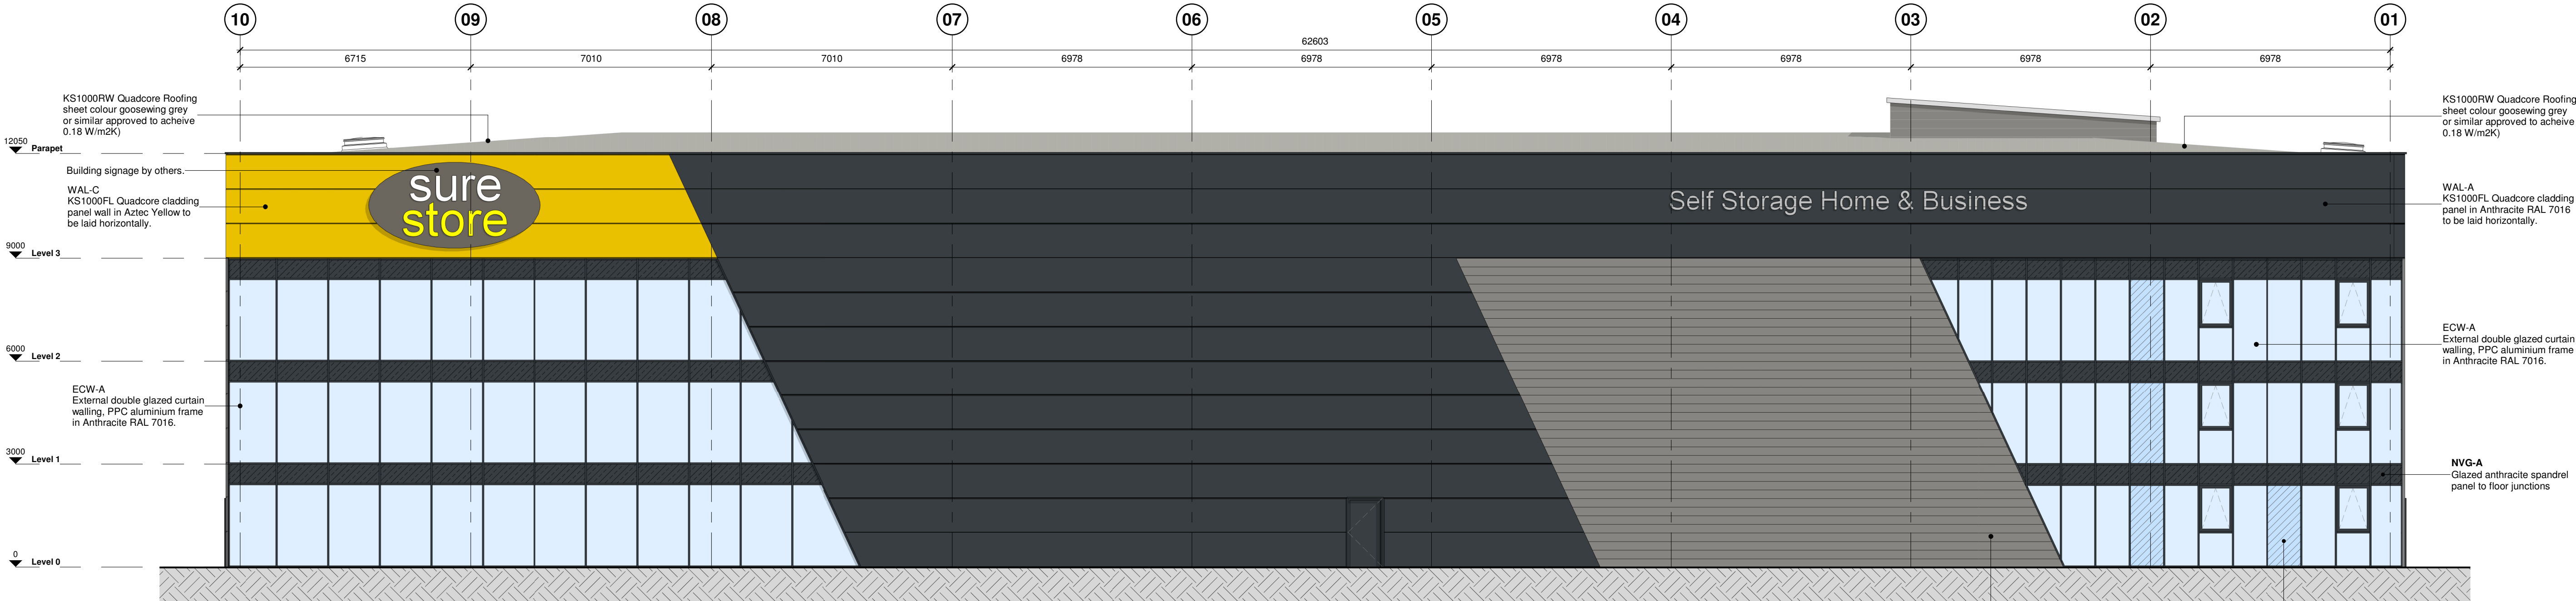 10
09
08
07
06
05
04
03
02
01
62603
6715
7010
7010
6978
6978
6978
6978
6978
6978
KS1000RW Quadcore Roofing
sheet colour goosewing grey
or similar approved to acheive
0.18 W/m2K)
KS1000RW Quadcore Roofing
sheet colour goosewing grey
or similar approved to acheive
0.18 W/m2K)
12050
Parapet
Building signage by others.
WAL-C
KS1000FL Quadcore cladding
panel wall in Aztec Yellow to
be laid horizontally.
sure
store
Self Storage Home & Business
WAL-A
KS1000FL Quadcore cladding
panel in Anthracite RAL 7016
to be laid horizontally.
9000
Level 3
6000
Level 2
ECW-A
External double glazed curtain
walling, PPC aluminium frame
in Anthracite RAL 7016.
ECW-A
External double glazed curtain
walling, PPC aluminium frame
in Anthracite RAL 7016.
3000
Level 1
NVG-A
Glazed anthracite spandrel
panel to floor junctions
0
Level 0